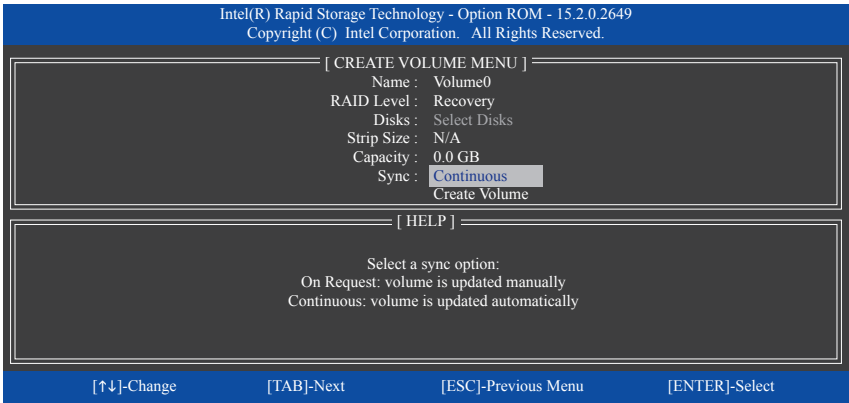 Intel(R) Rapid Storage Technology - Option ROM - 15.2.0.2649
Copyright (C) Intel Corporation. All Rights Reserved.
[ CREATE VOLUME MENU ]
Name : Volume0
RAID Level : Recovery
Disks : Select Disks
Strip Size : N/A
Capacity : 0.0 GB
Sync : Continuous
Create Volume
[ HELP ]
Select a sync option:
On Request: volume is updated manually
Continuous: volume is updated automatically
[↑↓]-Change [TAB]-Next [ESC]-Previous Menu [ENTER]-Select